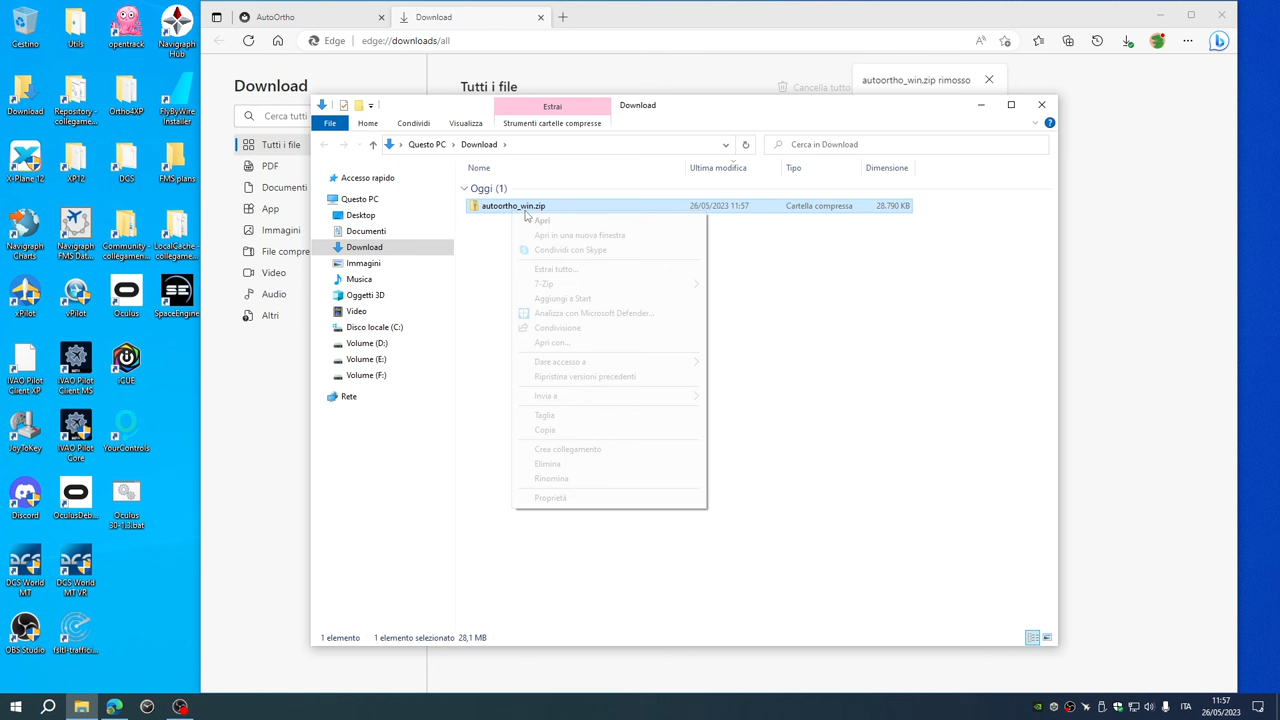 Cestino
Utils
opentrack
Navigraph
Hub
Download
Repository -
collegame...
Ortho4XP
FlyByWire
Installer
X-Plane 12
XP12
DCS
FMS plans
Navigraph
Charts
Navigraph
FMS Dat...
Community -
collegamen...
LocalCache -
collegament...
xPilot
vPilot
Oculus
SpaceEngine
IVAO Pilot
Client XP
IVAO Pilot
Client MS
iCUE
JoyToKey
IVAO Pilot
Core
YourControls
Discord
OculusDeb...
Oculus
30-1.3.bat
DCS World
MT
DCS World
MT VR
OBS Studio
fsltl-traffic...
AutoOrtho
Download
Edge
edge://downloads/all
Download
Cerca tutti
Tutti i file
PDF
Documenti
App
Immagini
File compre
Video
Audio
Altri
Tutti i file
Cancella tutto
autoortho_win.zip rimosso
Estrai
Download
File
Home
Condividi
Visualizza
Strumenti cartelle compresse
Questo PC
Download
Cerca in Download
Accesso rapido
Questo PC
Desktop
Documenti
Download
Immagini
Musica
Oggetti 3D
Video
Disco locale (C:)
Volume (D:)
Volume (E:)
Volume (F:)
Rete
Nome
Ultima modifica
Tipo
Dimensione
Oggi (1)
autoortho_win.zip
26/05/2023 11:57
Cartella compressa
28.790 KB
Apri
Apri in una nuova finestra
Condividi con Skype
Estrai tutto...
7-Zip
Aggiungi a Start
Analizza con Microsoft Defender...
Condivisione
Apri con...
Dare accesso a
Ripristina versioni precedenti
Invia a
Taglia
Copia
Crea collegamento
Elimina
Rinomina
Proprietà
1 elemento
1 elemento selezionato
28,1 MB
ITA
11:57
26/05/2023